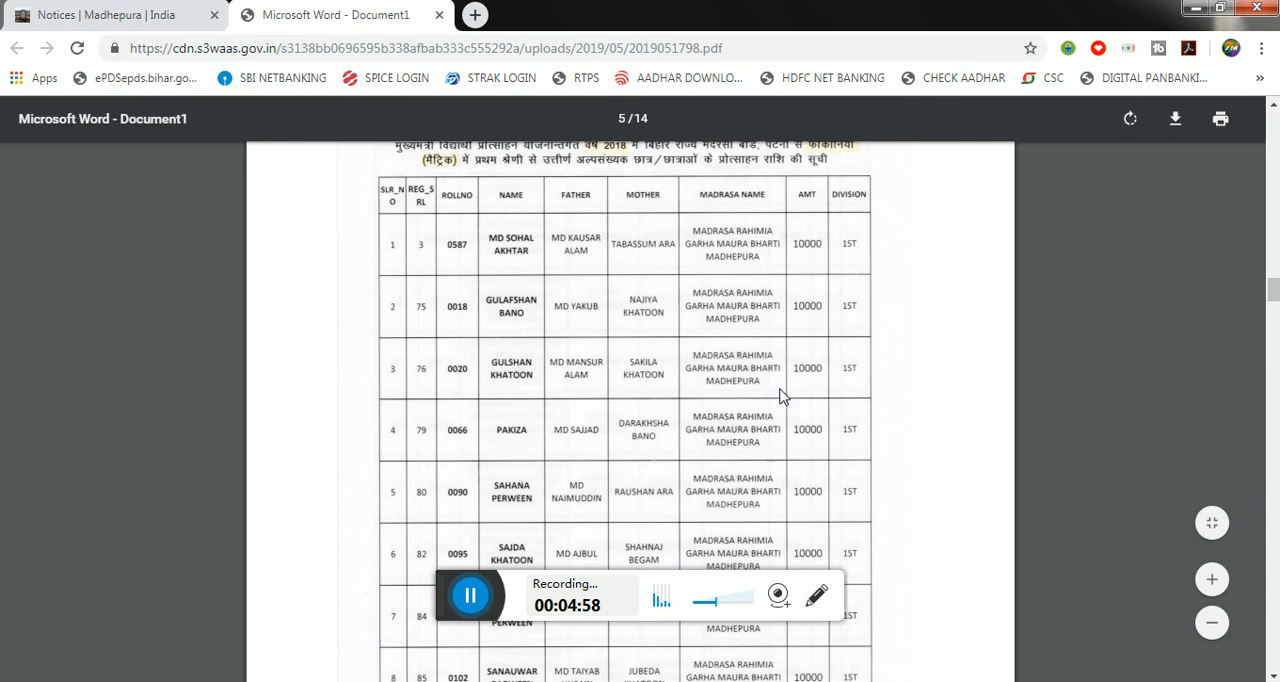 Notices | Madhepura | India
Microsoft Word - Document1
https://cdn.s3waas.gov.in/s3138bb0696595b338afbab333c555292a/uploads/2019/05/2019051798.pdf
Apps ePDSepds.bihar.go... SBI NETBANKING SPICE LOGIN STRAK LOGIN RTPS AADHAR DOWNLO... HDFC NET BANKING CHECK AADHAR CSC DIGITAL PANBANKI... »
Microsoft Word - Document1 5 / 14
मुख्यमंत्री विद्यार्थी प्रोत्साहन योजनान्तर्गत वर्ष 2018 में बिहार राज्य मदरसा बोर्ड, पटना से फोकानिया
(मैट्रिक) में प्रथम श्रेणी से उत्तीर्ण अल्पसंख्यक छात्र/छात्राओं के प्रोत्साहन राशि की सूची
SLR_NO REG_SRL ROLLNO NAME FATHER MOTHER MADRASA NAME AMT DIVISION
1 3 0587 MD SOHAL AKHTAR MD KAUSAR ALAM TABASSUM ARA MADRASA RAHIMIA GARHA MAURA BHARTI MADHEPURA 10000 1ST
2 75 0018 GULAFSHAN BANO MD YAKUB NAJIYA KHATOON MADRASA RAHIMIA GARHA MAURA BHARTI MADHEPURA 10000 1ST
3 76 0020 GULSHAN KHATOON MD MANSUR ALAM SAKILA KHATOON MADRASA RAHIMIA GARHA MAURA BHARTI MADHEPURA 10000 1ST
4 79 0066 PAKIZA MD SAJJAD DARAKHSHA BANO MADRASA RAHIMIA GARHA MAURA BHARTI MADHEPURA 10000 1ST
5 80 0090 SAHANA PERWEEN MD NAIMUDDIN RAUSHAN ARA MADRASA RAHIMIA GARHA MAURA BHARTI MADHEPURA 10000 1ST
6 82 0095 SAJDA KHATOON MD AJBUL SHAHNAJ BEGAM MADRASA RAHIMIA GARHA MAURA BHARTI MADHEPURA 10000 1ST
Recording...
00:04:58
7 84 PERWEEN MADHEPURA 1ST
8 85 0102 SANAUWAR MD TAIYAB JUBEDA MADRASA RAHIMIA GARHA MAURA BHARTI 10000 1ST